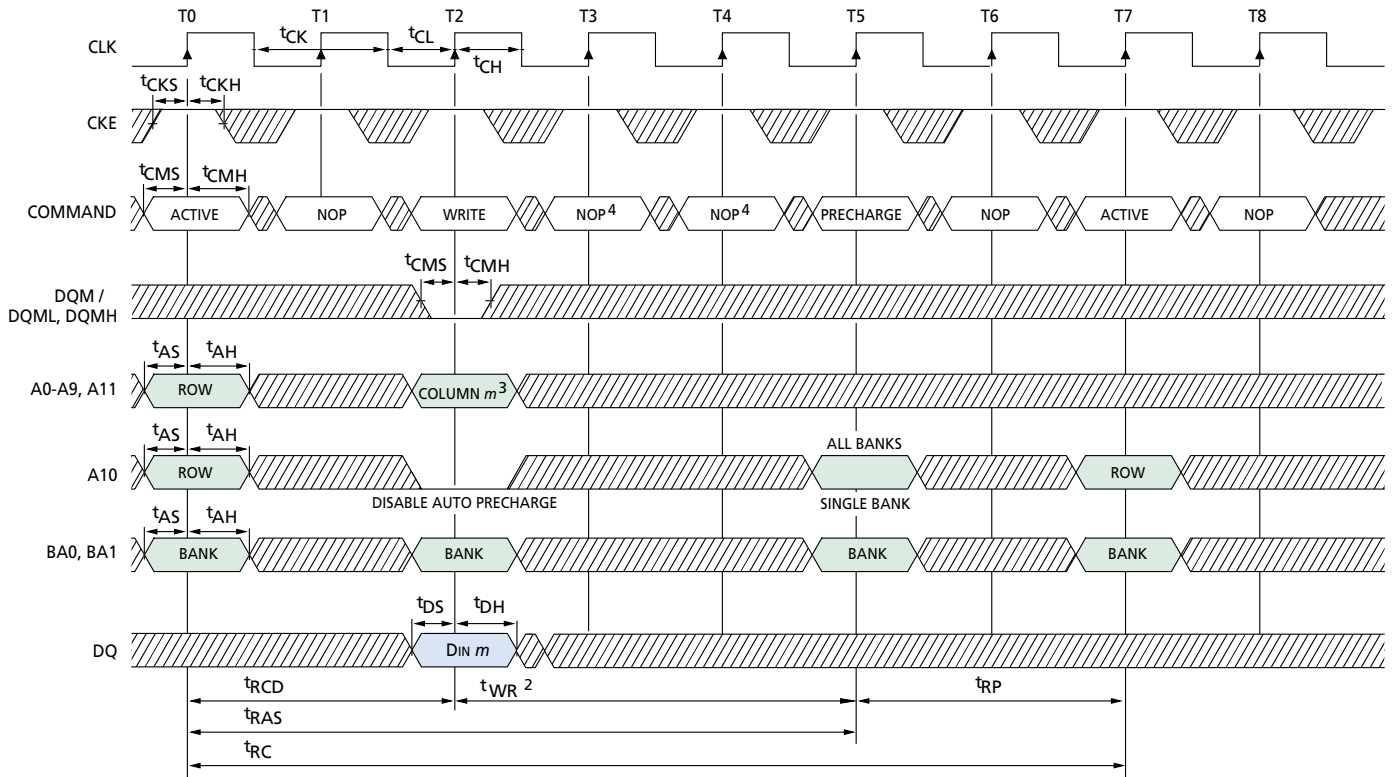 T0 T1 T2 T3 T4 T5 T6 T7 T8
CLK
tCK tCL
tCH
tCKS tCKH
CKE
tCMS tCMH
COMMAND ACTIVE NOP WRITE NOP4 NOP4 PRECHARGE NOP ACTIVE NOP
tCMS tCMH
DQM /
DQML, DQMH
tAS tAH
A0-A9, A11 ROW COLUMN m3
tAS tAH
ALL BANKS
A10 ROW ROW
DISABLE AUTO PRECHARGE SINGLE BANK
tAS tAH
BA0, BA1 BANK BANK BANK BANK
tDS tDH
DQ DIN m
tRCD tWR 2 tRP
tRAS
tRC